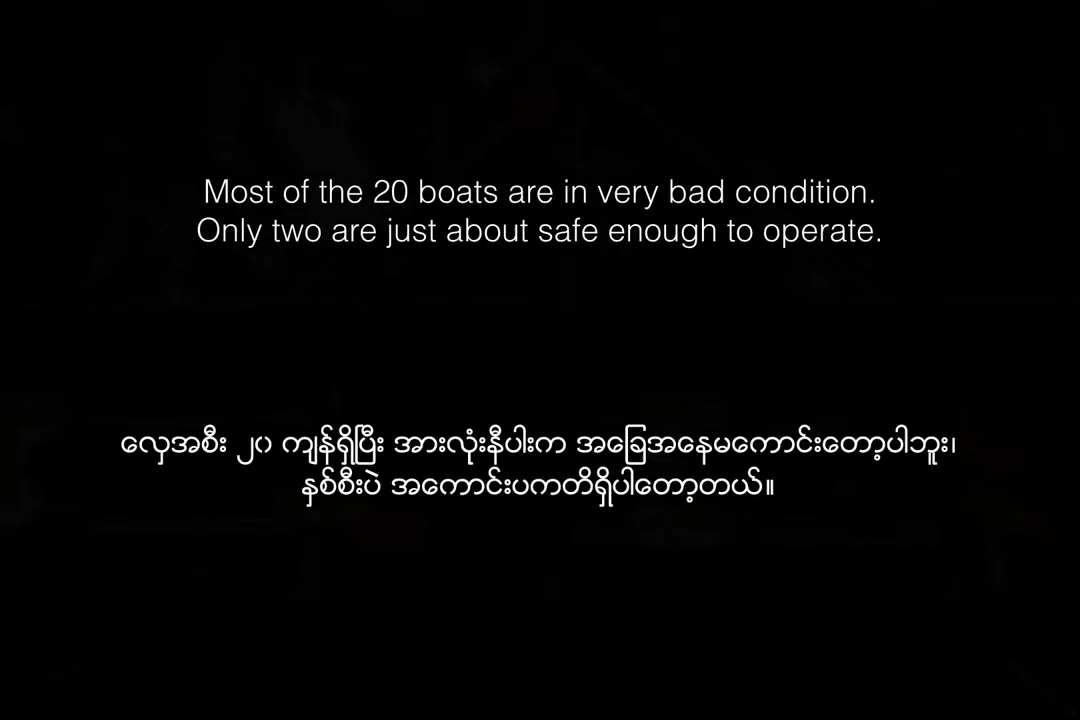 Most of the 20 boats are in very bad condition.
Only two are just about safe enough to operate.
လှေအစီး ၂၀ ကျန်ရှိပြီး အားလုံးနီပါးက အခြေအနေမကောင်းတော့ပါဘူး၊
နှစ်စီးပဲ အကောင်းပကတိရှိပါတော့တယ်။